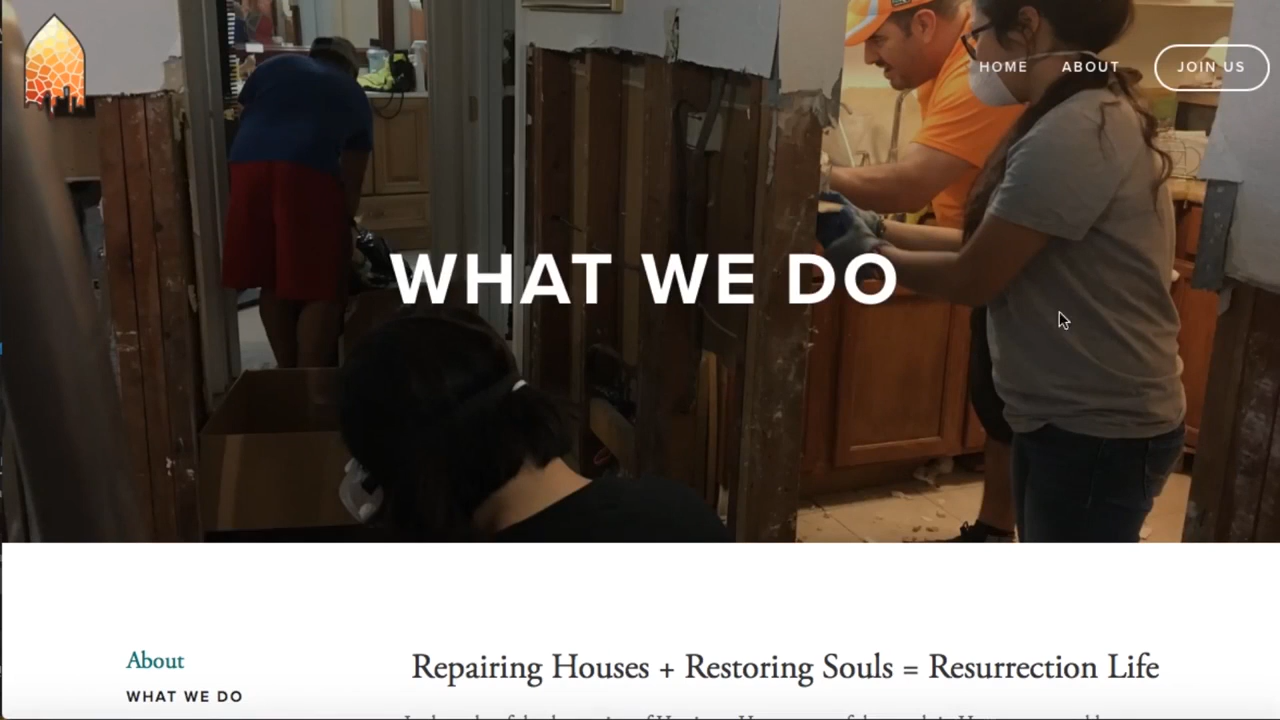 HOME ABOUT JOIN US
WHAT WE DO
About
WHAT WE DO
Repairing Houses + Restoring Souls = Resurrection Life